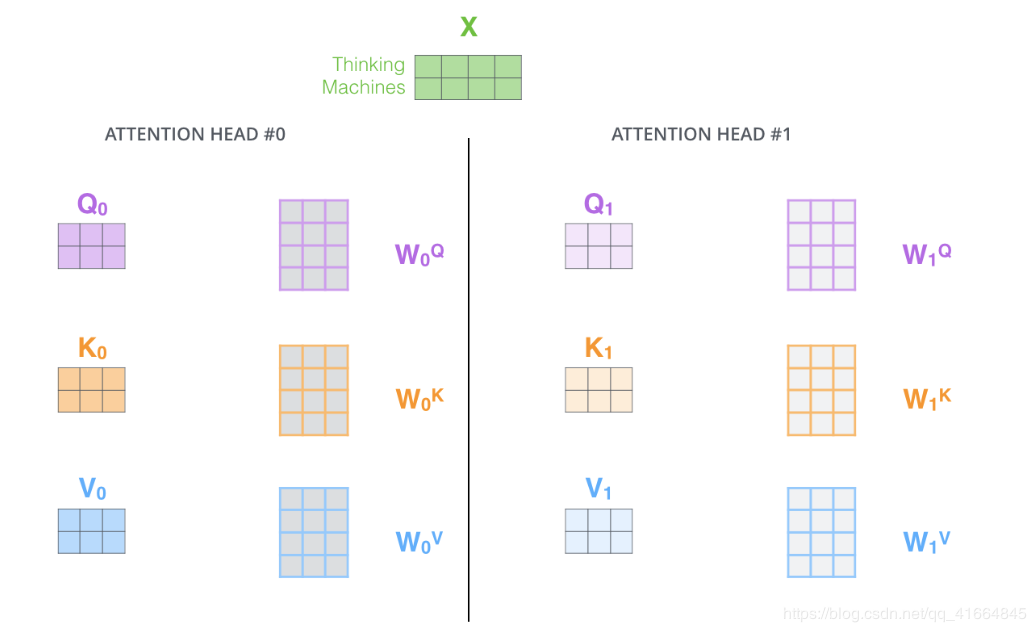 X
Thinking
Machines
ATTENTION HEAD #0
ATTENTION HEAD #1
Q₀
W₀Q
Q₁
W₁Q
K₀
W₀K
K₁
W₁K
V₀
W₀V
V₁
W₁V
https://blog.csdn.net/qq_41664845